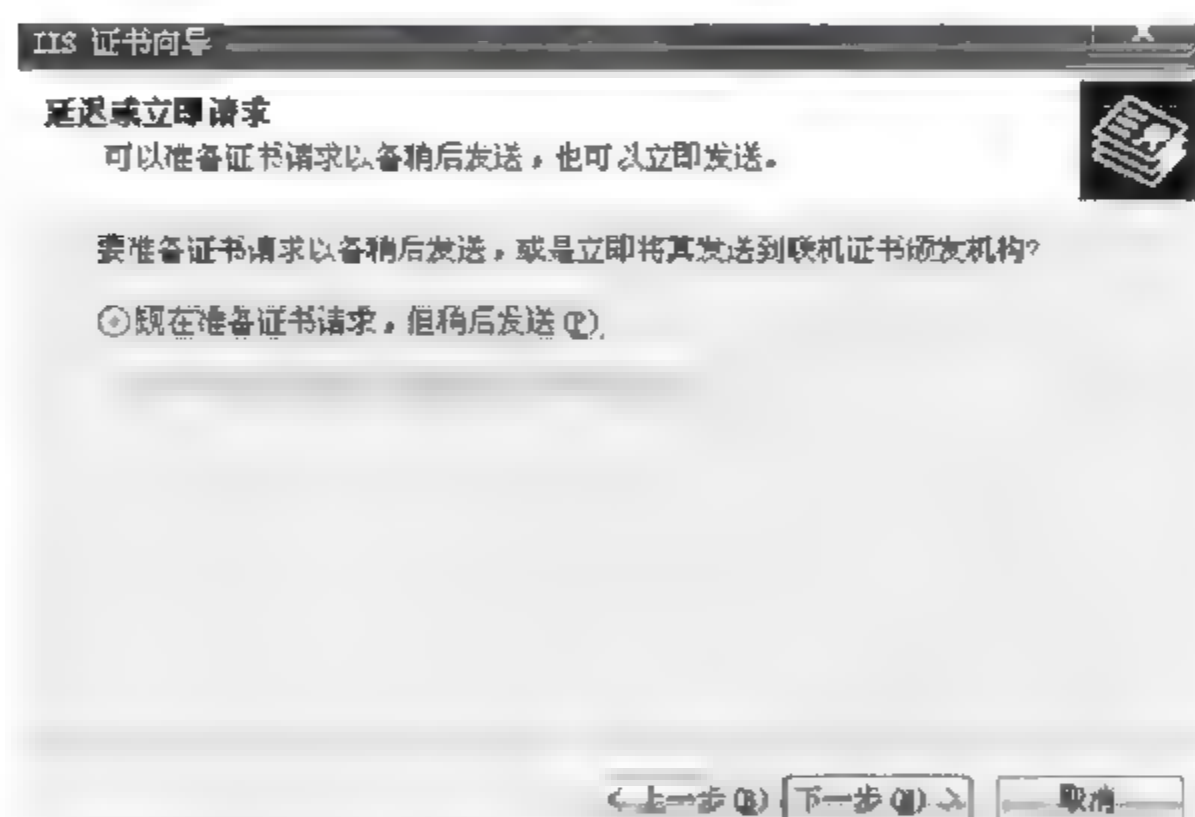 IIS 证书向导
延迟或立即请求
可以准备证书请求以备稍后发送，也可以立即发送。
要准备证书请求以备稍后发送，或是立即将其发送到联机证书颁发机构?
现在准备证书请求，但稍后发送(P)
< 上一步(B) 下一步(N) > 取消